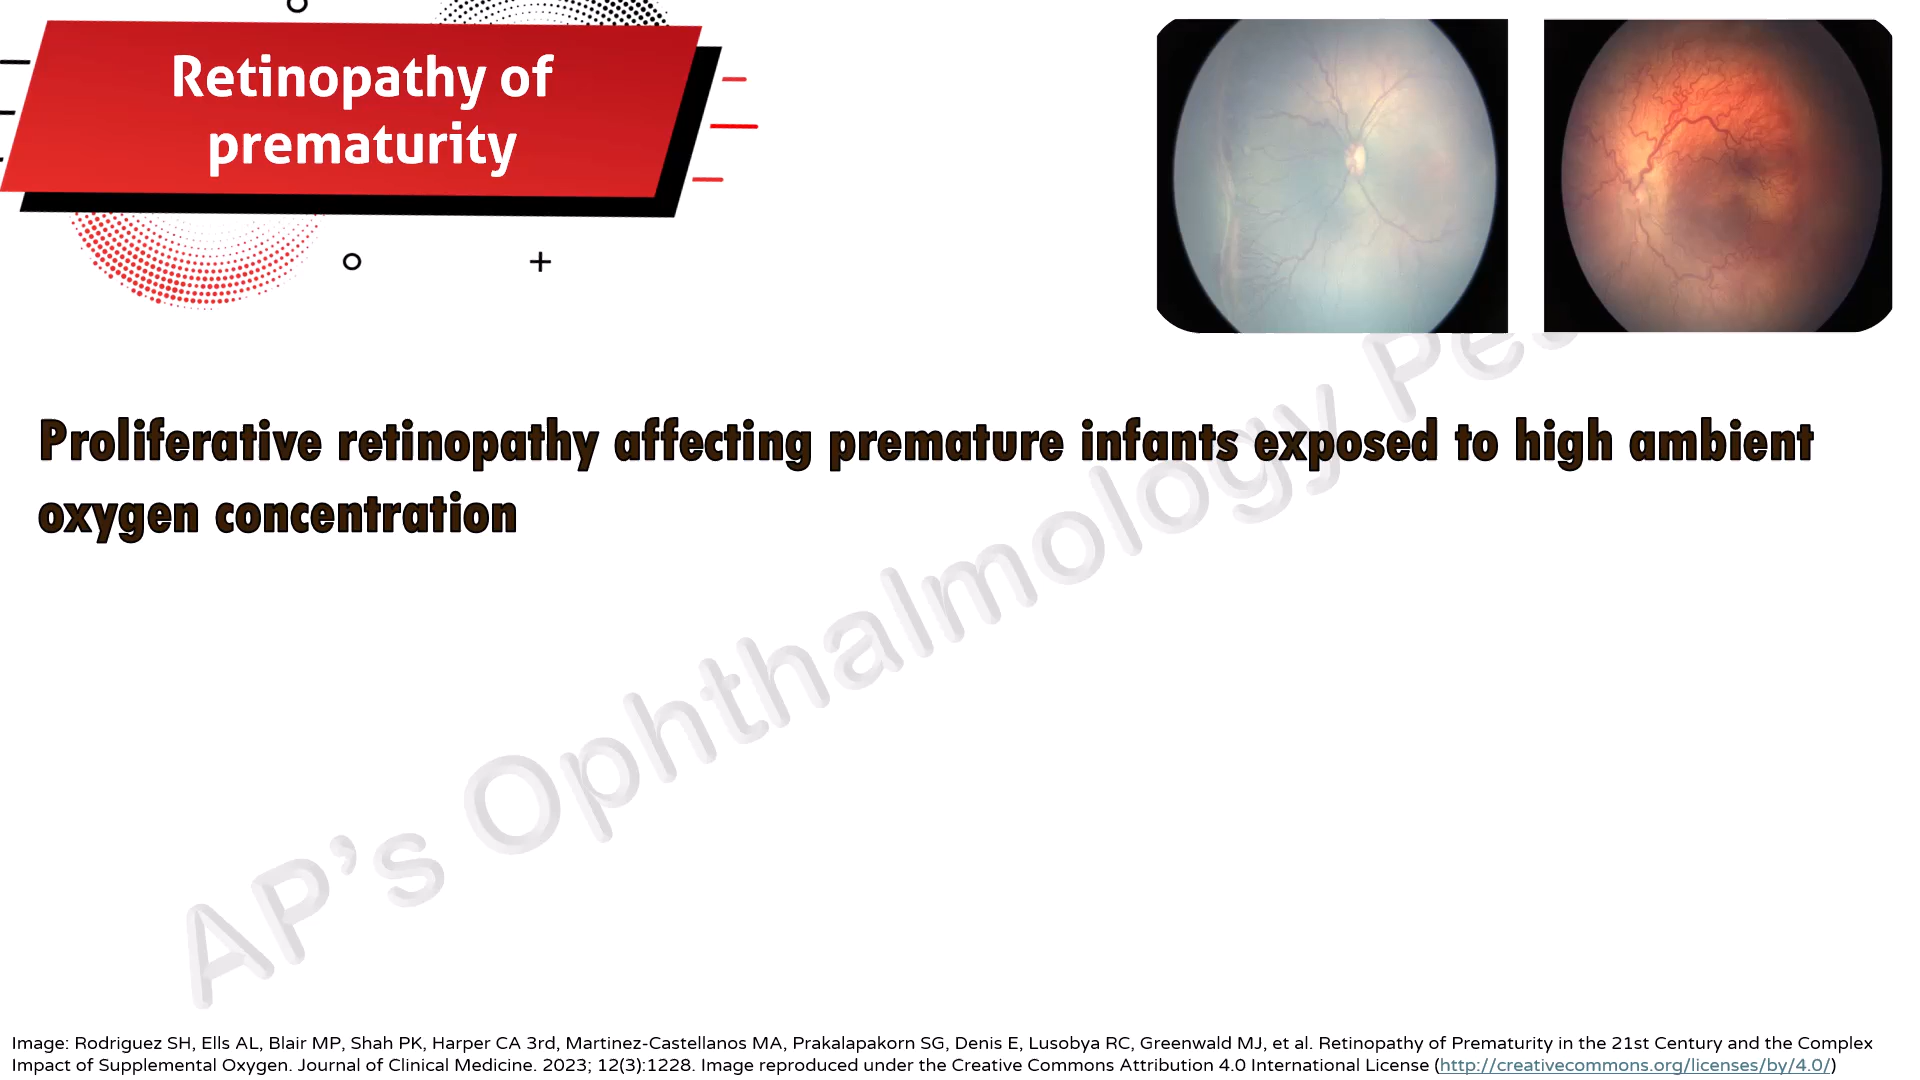 Retinopathy of
prematurity
Proliferative retinopathy affecting premature infants exposed to high ambient
oxygen concentration
AP's Ophthalmology
Image: Rodriguez SH, Ells AL, Blair MP, Shah PK, Harper CA 3rd, Martinez-Castellanos MA, Prakalapakorn SG, Denis E, Lusobya RC, Greenwald MJ, et al. Retinopathy of Prematurity in the 21st Century and the Complex
Impact of Supplemental Oxygen. Journal of Clinical Medicine. 2023; 12(3):1228. Image reproduced under the Creative Commons Attribution 4.0 International License (http://creativecommons.org/licenses/by/4.0/)